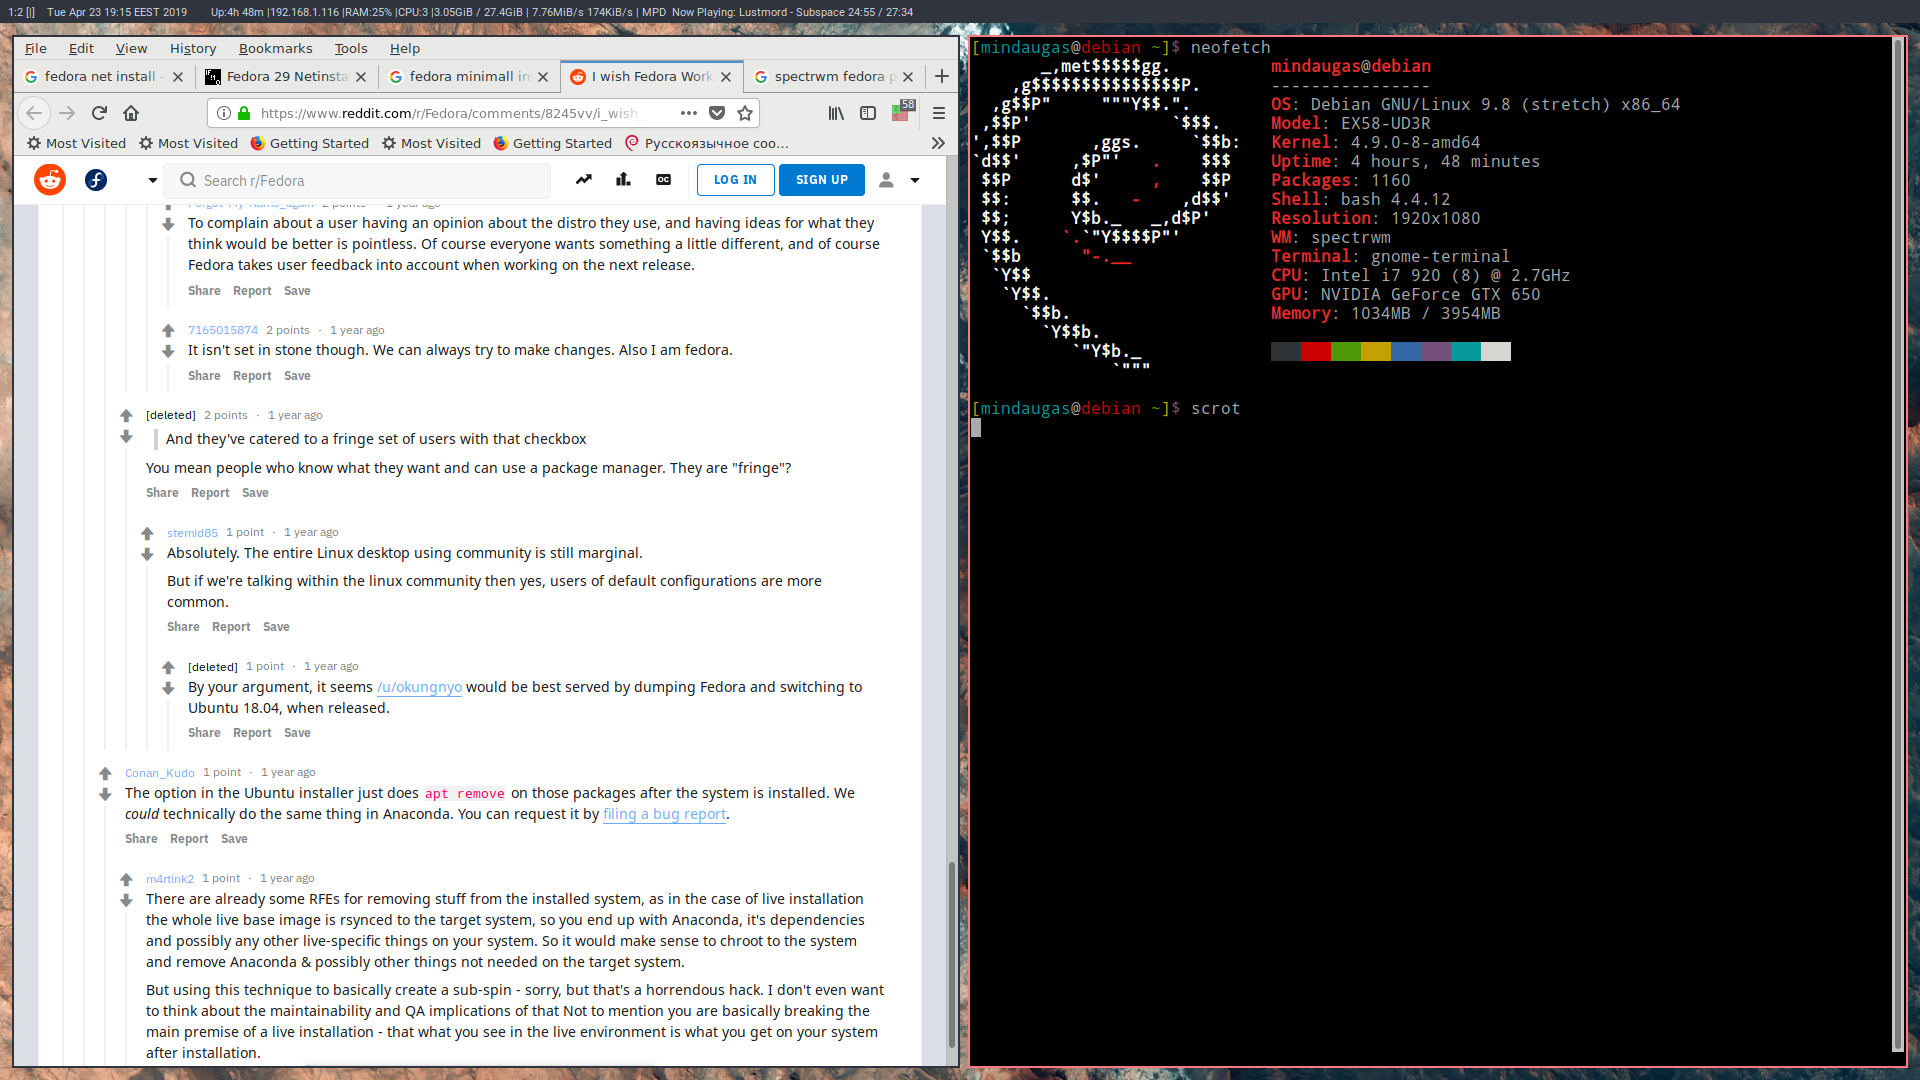 1:2 [|] Tue Apr 23 19:15 EEST 2019 Up:4h 48m |192.168.1.116 |RAM:25% |CPU:3 |3.05GiB / 27.4GiB | 7.76MiB/s 174KiB/s | MPD Now Playing: Lustmord - Subspace 24:55 / 27:34
File Edit View History Bookmarks Tools Help
fedora net install - fedora 29 Netinsta fedora minimall in I wish Fedora Work spectrwm fedora p
https://www.reddit.com/r/Fedora/comments/8245vv/i_wish_ 58
Most Visited Most Visited Getting Started Most Visited Getting Started Русскоязычное соо…
Search r/Fedora LOG IN SIGN UP
To complain about a user having an opinion about the distro they use, and having ideas for what they
think would be better is pointless. Of course everyone wants something a little different, and of course
Fedora takes user feedback into account when working on the next release.
Share Report Save
7165015874 2 points · 1 year ago
It isn't set in stone though. We can always try to make changes. Also I am fedora.
Share Report Save
[deleted] 2 points · 1 year ago
And they've catered to a fringe set of users with that checkbox
You mean people who know what they want and can use a package manager. They are "fringe"?
Share Report Save
stemid85 1 point · 1 year ago
Absolutely. The entire Linux desktop using community is still marginal.
But if we're talking within the linux community then yes, users of default configurations are more
common.
Share Report Save
[deleted] 1 point · 1 year ago
By your argument, it seems /u/okungnyo would be best served by dumping Fedora and switching to
Ubuntu 18.04, when released.
Share Report Save
Conan_Kudo 1 point · 1 year ago
The option in the Ubuntu installer just does apt remove on those packages after the system is installed. We
could technically do the same thing in Anaconda. You can request it by filing a bug report.
Share Report Save
m4rtink2 1 point · 1 year ago
There are already some RFEs for removing stuff from the installed system, as in the case of live installation
the whole live base image is rsynced to the target system, so you end up with Anaconda, it's dependencies
and possibly any other live-specific things on your system. So it would make sense to chroot to the system
and remove Anaconda & possibly other things not needed on the target system.
But using this technique to basically create a sub-spin - sorry, but that's a horrendous hack. I don't even want
to think about the maintainability and QA implications of that Not to mention you are basically breaking the
main premise of a live installation - that what you see in the live environment is what you get on your system
after installation.
[mindaugas@debian ~]$ neofetch
mindaugas@debian
----------------
OS: Debian GNU/Linux 9.8 (stretch) x86_64
Model: EX58-UD3R
Kernel: 4.9.0-8-amd64
Uptime: 4 hours, 48 minutes
Packages: 1160
Shell: bash 4.4.12
Resolution: 1920x1080
WM: spectrwm
Terminal: gnome-terminal
CPU: Intel i7 920 (8) @ 2.7GHz
GPU: NVIDIA GeForce GTX 650
Memory: 1034MB / 3954MB
[mindaugas@debian ~]$ scrot